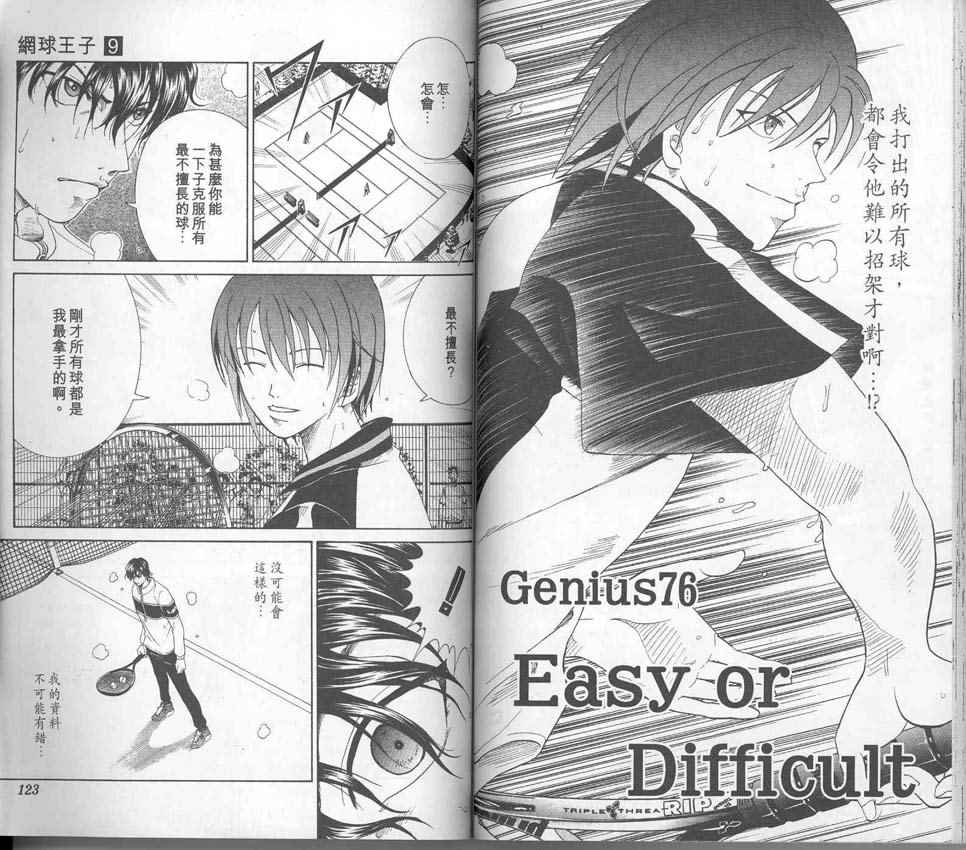 我打出的所有球，
都會令他難以招架才對啊…!?
Genius76
Easy or
Difficult
TRIPLE THREAT
RIP
網球王子 9
怎…
怎會…
為甚麼你能
一下子克服所有
最不擅長的球…
最不擅長?
剛才所有球都是
我最拿手的啊。
!
沒可能會
這樣的…
我的資料
不可能有錯…
123